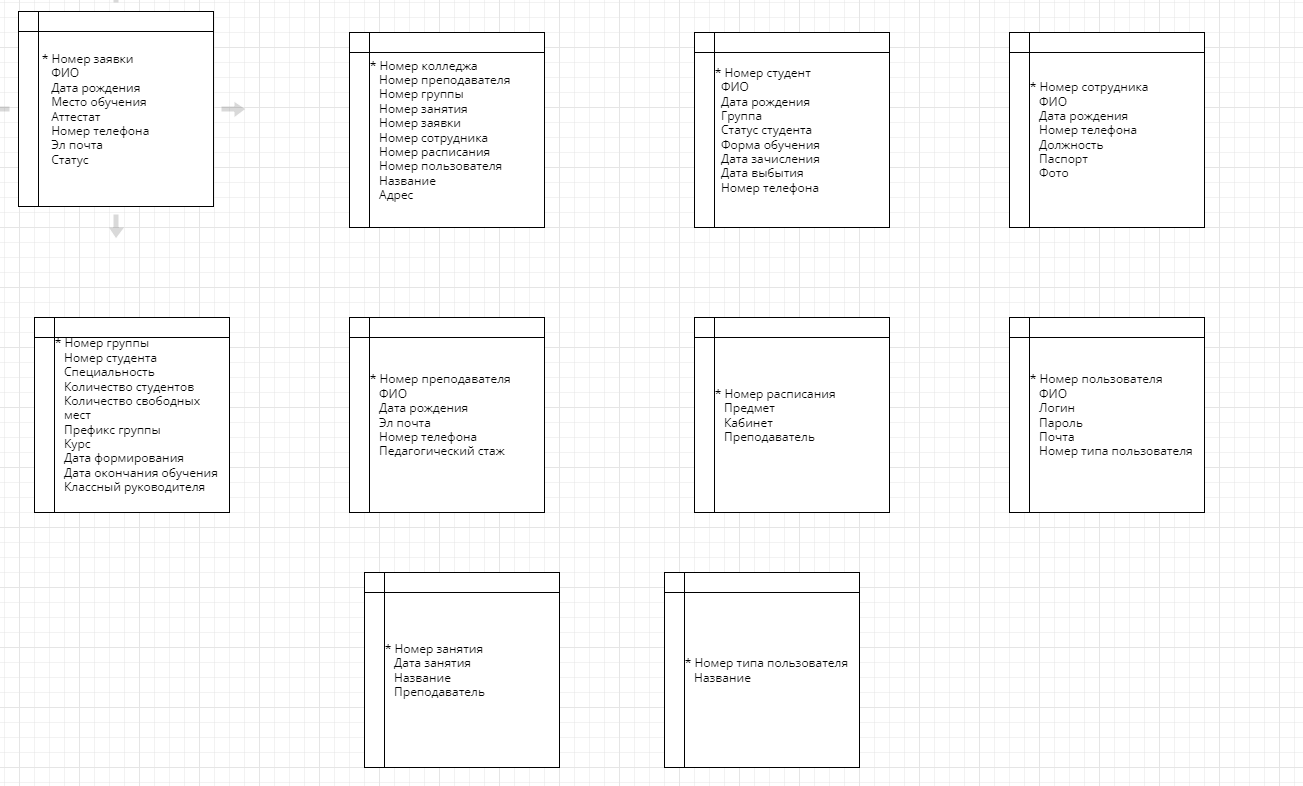 * Номер заявки
ФИО
Дата рождения
Место обучения
Аттестат
Номер телефона
Эл почта
Статус
* Номер колледжа
Номер преподавателя
Номер группы
Номер занятия
Номер заявки
Номер сотрудника
Номер расписания
Номер пользователя
Название
Адрес
* Номер студент
ФИО
Дата рождения
Группа
Статус студента
Форма обучения
Дата зачисления
Дата выбытия
Номер телефона
* Номер сотрудника
ФИО
Дата рождения
Номер телефона
Должность
Паспорт
Фото
* Номер группы
Номер студента
Специальность
Количество студентов
Количество свободных
мест
Префикс группы
Курс
Дата формирования
Дата окончания обучения
Классный руководителя
* Номер преподавателя
ФИО
Дата рождения
Эл почта
Номер телефона
Педагогический стаж
* Номер расписания
Предмет
Кабинет
Преподаватель
* Номер пользователя
ФИО
Логин
Пароль
Почта
Номер типа пользователя
* Номер занятия
Дата занятия
Название
Преподаватель
* Номер типа пользователя
Название